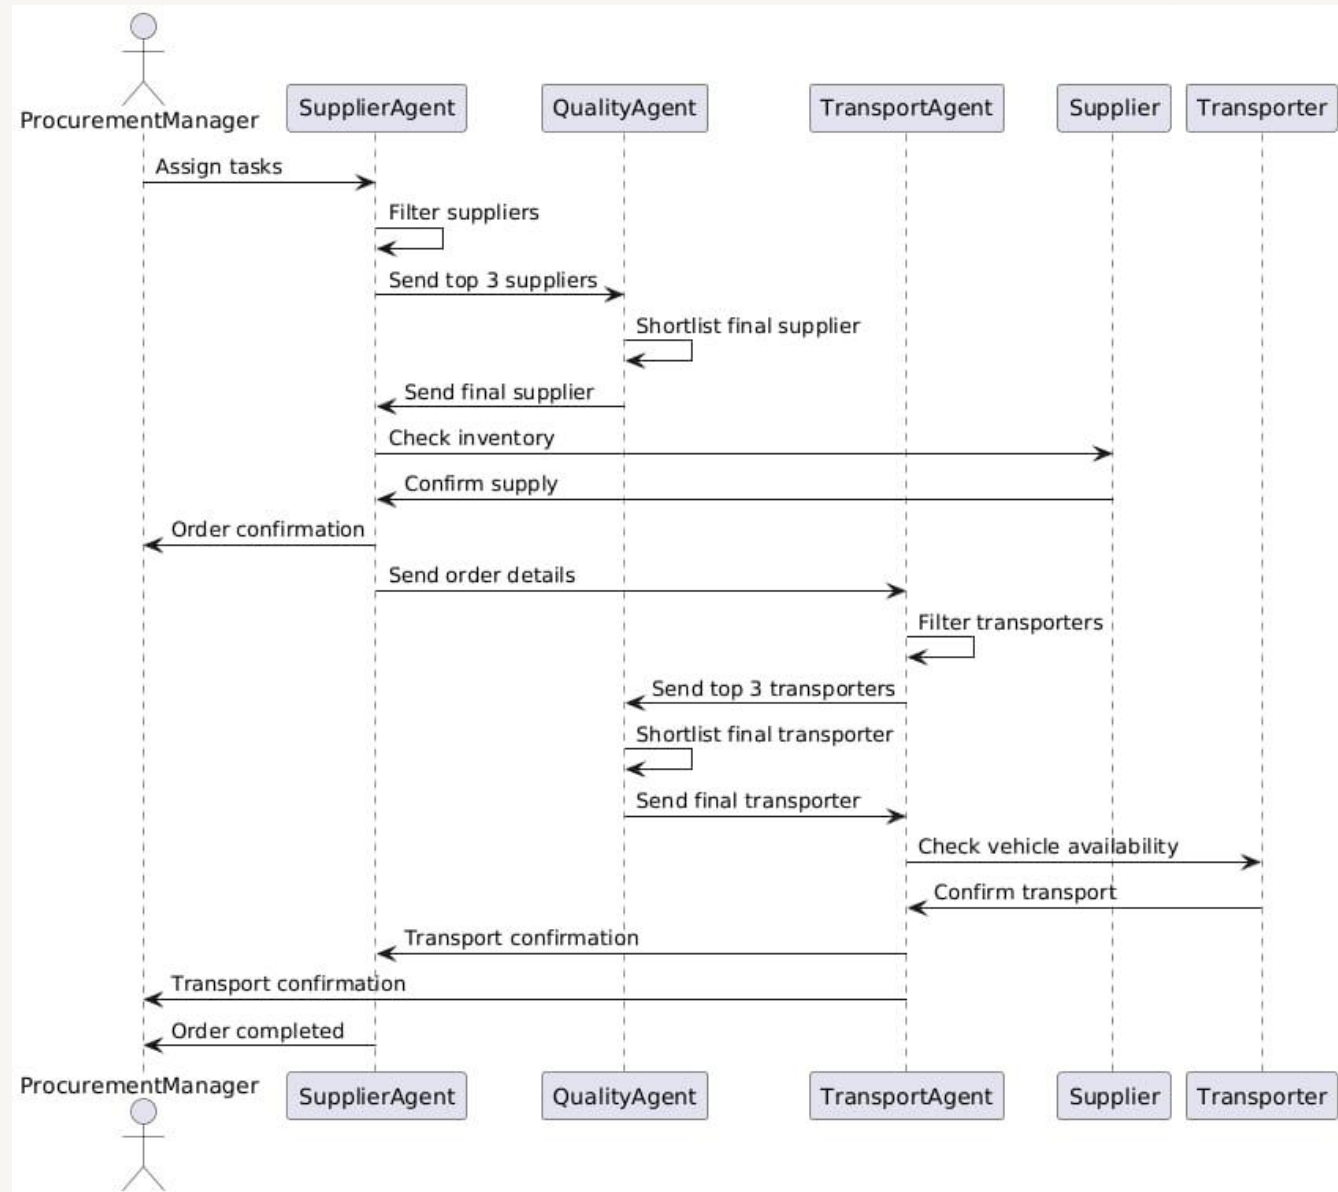 ProcurementManager
SupplierAgent
QualityAgent
TransportAgent
Supplier
Transporter
Assign tasks
Filter suppliers
Send top 3 suppliers
Shortlist final supplier
Send final supplier
Check inventory
Confirm supply
Order confirmation
Send order details
Filter transporters
Send top 3 transporters
Shortlist final transporter
Send final transporter
Check vehicle availability
Confirm transport
Transport confirmation
Transport confirmation
Order completed
ProcurementManager
SupplierAgent
QualityAgent
TransportAgent
Supplier
Transporter